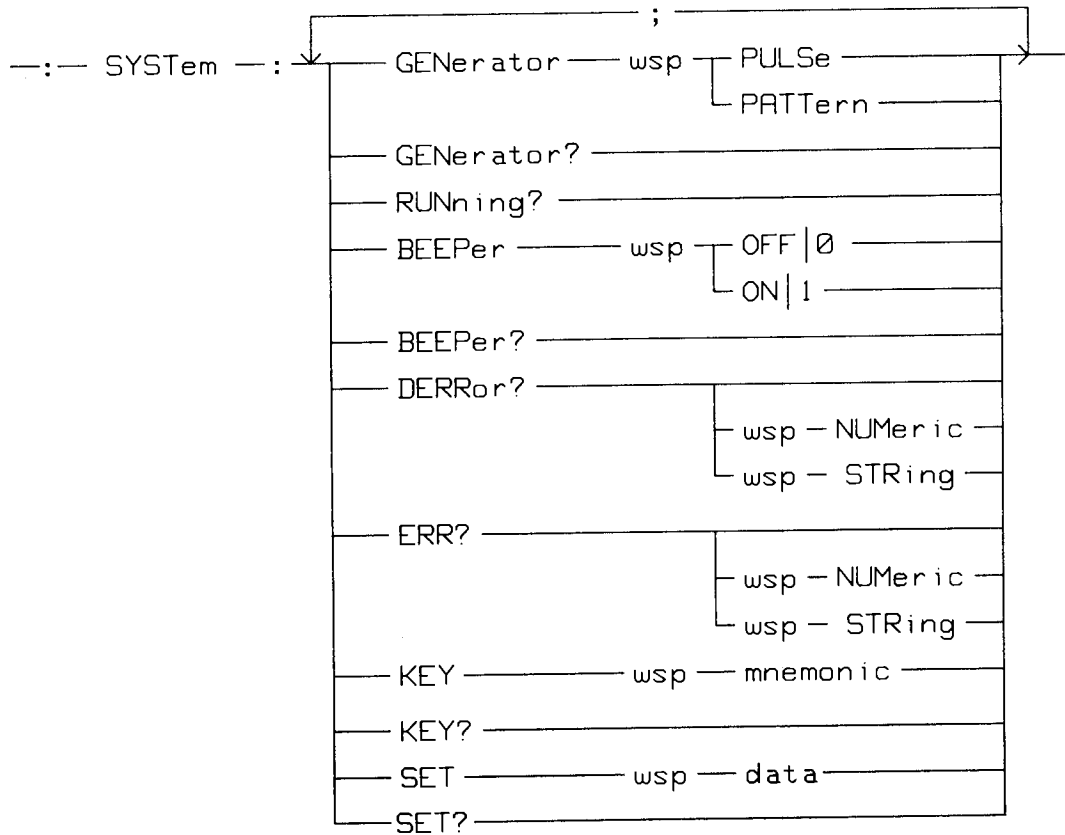 ;
: SYSTem : GENerator wsp PULSe
PATTern
GENerator?
RUNning?
BEEPer wsp OFF|0
ON|1
BEEPer?
DERRor?
wsp NUMeric
wsp STRing
ERR?
wsp NUMeric
wsp STRing
KEY wsp mnemonic
KEY?
SET wsp data
SET?